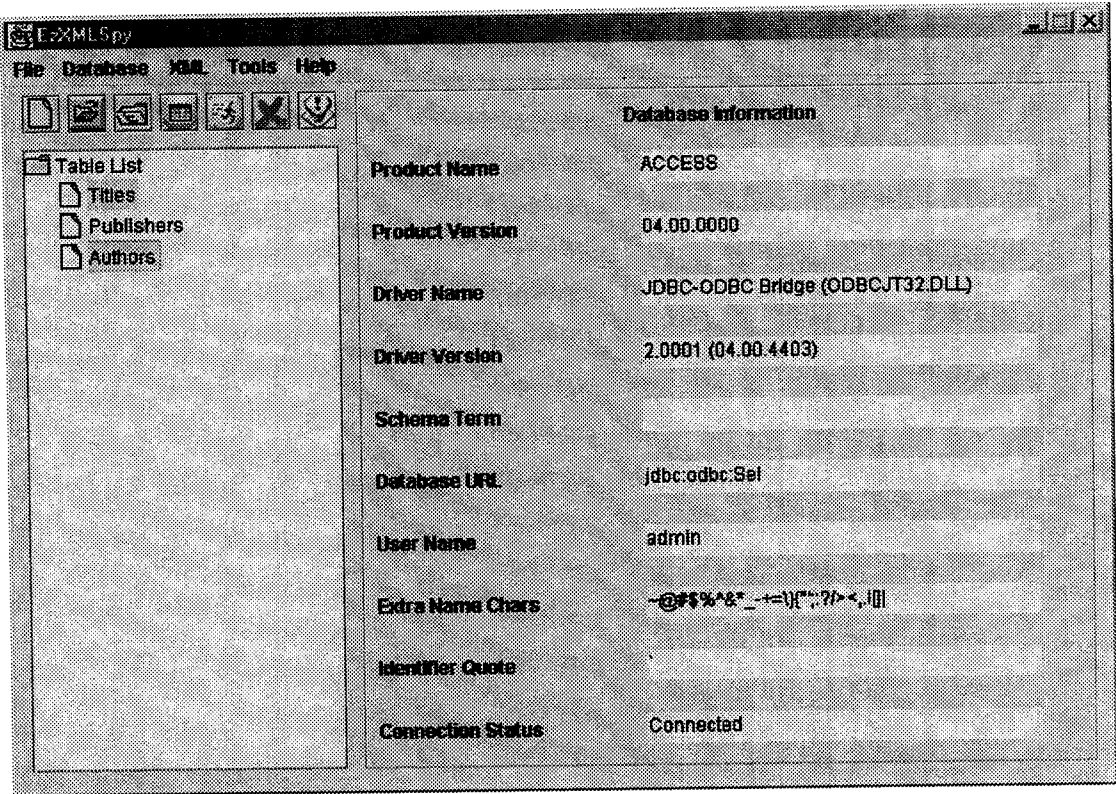 EzXMLSpy
File Database XML Tools Help
Table List
Titles
Publishers
Authors
Database Information
Product Name ACCESS
Product Version 04.00.0000
Driver Name JDBC-ODBC Bridge (ODBCJT32.DLL)
Driver Version 2.0001 (04.00.4403)
Schema Term
Database URL jdbc:odbc:Sel
User Name admin
Extra Name Chars
Identifier Quote `
Connection Status Connected